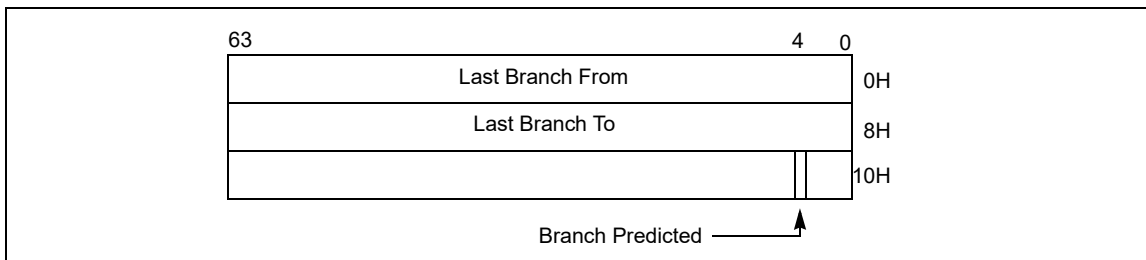 63 4 0
Last Branch From 0H
Last Branch To 8H
10H
Branch Predicted